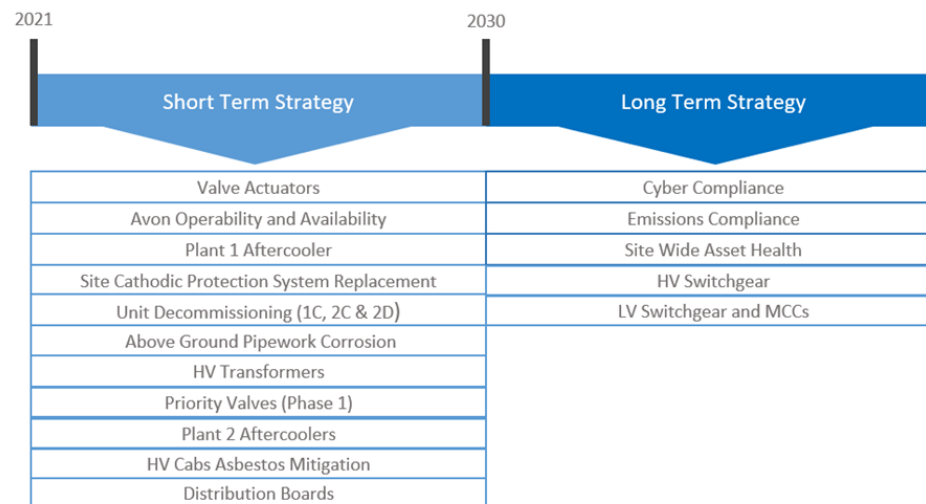 2021
2030
Short Term Strategy
Long Term Strategy
Valve Actuators
Cyber Compliance
Avon Operability and Availability
Emissions Compliance
Plant 1 Aftercooler
Site Wide Asset Health
Site Cathodic Protection System Replacement
HV Switchgear
Unit Decommissioning (1C, 2C & 2D)
LV Switchgear and MCCs
Above Ground Pipework Corrosion
HV Transformers
Priority Valves (Phase 1)
Plant 2 Aftercoolers
HV Cabs Asbestos Mitigation
Distribution Boards